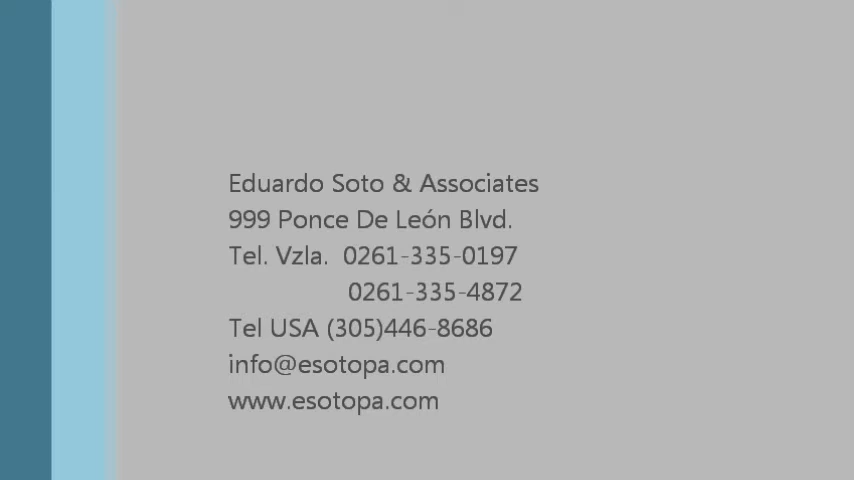 Eduardo Soto & Associates
999 Ponce De León Blvd.
Tel. Vzla. 0261-335-0197
0261-335-4872
Tel USA (305)446-8686
info@esotopa.com
www.esotopa.com